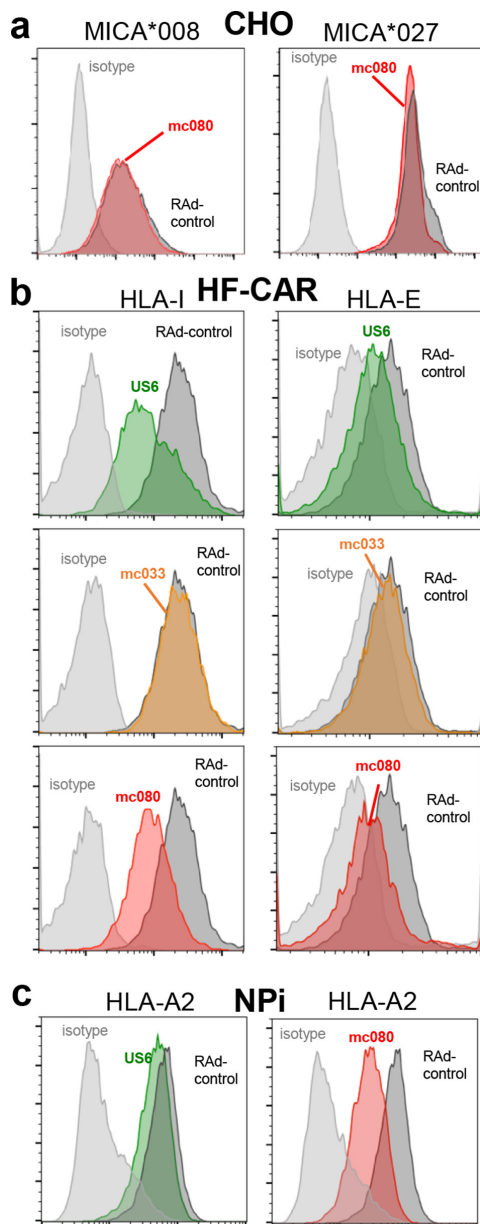 a CHO
MICA*008 MICA*027
isotype
mc080
RAd-
control
isotype
mc080
RAd-
control
b HF-CAR
HLA-I HLA-E
isotype
RAd-control
US6
isotype
US6
RAd-
control
isotype
mc033
RAd-
control
isotype
mc033
RAd-
control
isotype
mc080
RAd-
control
isotype
mc080
RAd-
control
c NPi
HLA-A2 HLA-A2
isotype
US6
RAd-
control
isotype
mc080
RAd-
control